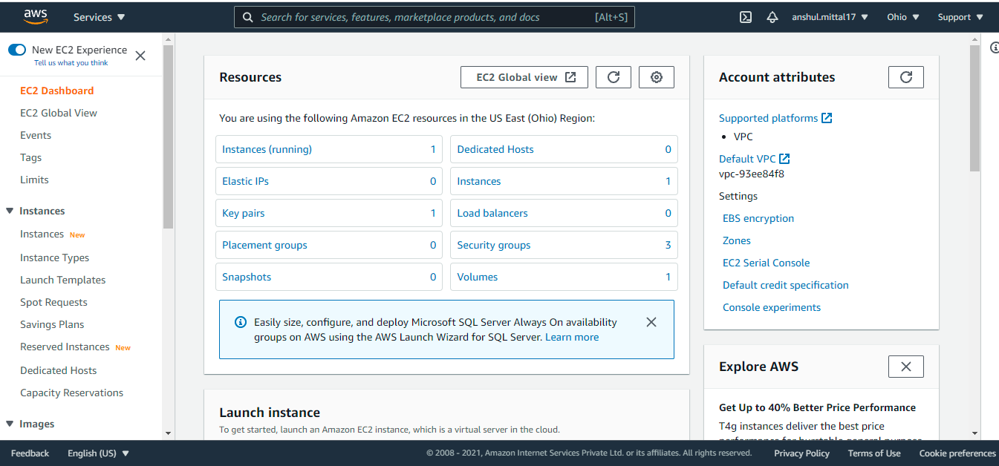 aws
Services
Search for services, features, marketplace products, and docs [Alt+S]
anshul.mittal17
Ohio
Support
New EC2 Experience
Tell us what you think
EC2 Dashboard
EC2 Global View
Events
Tags
Limits
Instances
Instances New
Instance Types
Launch Templates
Spot Requests
Savings Plans
Reserved Instances New
Dedicated Hosts
Capacity Reservations
Images
Resources
EC2 Global view
You are using the following Amazon EC2 resources in the US East (Ohio) Region:
Instances (running) 1
Dedicated Hosts 0
Elastic IPs 0
Instances 1
Key pairs 1
Load balancers 0
Placement groups 0
Security groups 3
Snapshots 0
Volumes 1
Easily size, configure, and deploy Microsoft SQL Server Always On availability
groups on AWS using the AWS Launch Wizard for SQL Server. Learn more
Launch instance
To get started, launch an Amazon EC2 instance, which is a virtual server in the cloud.
Account attributes
Supported platforms
• VPC
Default VPC
vpc-93ee84f8
Settings
EBS encryption
Zones
EC2 Serial Console
Default credit specification
Console experiments
Explore AWS
Get Up to 40% Better Price Performance
T4g instances deliver the best price
performance for burstable general purpose
Feedback
English (US)
© 2008 - 2021, Amazon Internet Services Private Ltd. or its affiliates. All rights reserved.
Privacy Policy
Terms of Use
Cookie preferences